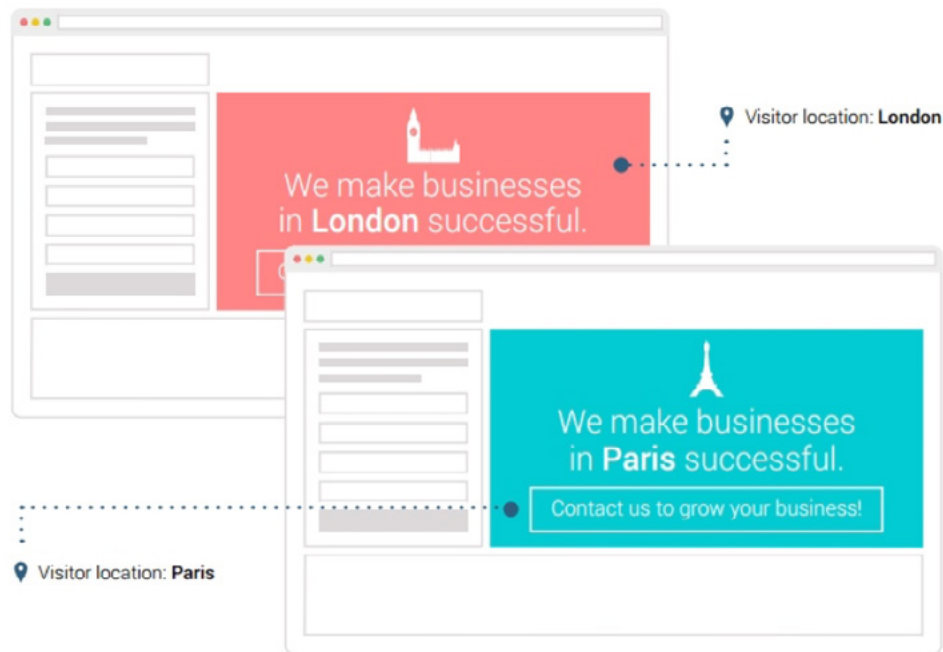 Visitor location: London
We make businesses
in London successful.
We make businesses
in Paris successful.
Contact us to grow your business!
Visitor location: Paris